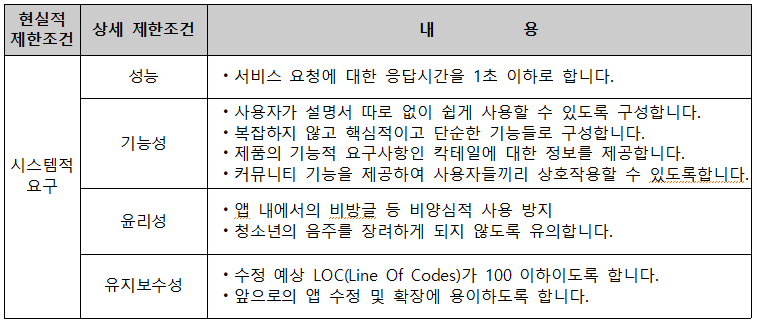 현실적
제한조건
상세 제한조건
내 용
시스템적
요구
성능
・서비스 요청에 대한 응답시간을 1초 이하로 합니다.
기능성
・사용자가 설명서 따로 없이 쉽게 사용할 수 있도록 구성합니다.
・복잡하지 않고 핵심적이고 단순한 기능들로 구성합니다.
・제품의 기능적 요구사항인 칵테일에 대한 정보를 제공합니다.
・커뮤니티 기능을 제공하여 사용자들끼리 상호작용할 수 있도록합니다.
윤리성
・앱 내에서의 비방글 등 비양심적 사용 방지
・청소년의 음주를 장려하게 되지 않도록 유의합니다.
유지보수성
・수정 예상 LOC(Line Of Codes)가 100 이하이도록 합니다.
・앞으로의 앱 수정 및 확장에 용이하도록 합니다.